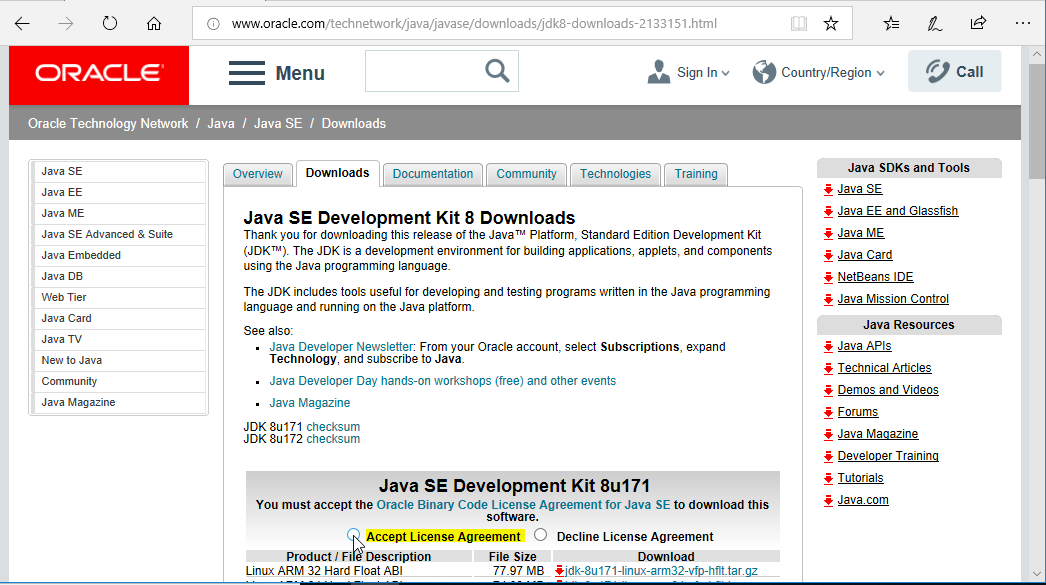 www.oracle.com/technetwork/java/javase/downloads/jdk8-downloads-2133151.html
ORACLE
Menu
Sign In
Country/Region
Call
Oracle Technology Network / Java / Java SE / Downloads
Java SE
Java EE
Java ME
Java SE Advanced & Suite
Java Embedded
Java DB
Web Tier
Java Card
Java TV
New to Java
Community
Java Magazine
Overview
Downloads
Documentation
Community
Technologies
Training
Java SE Development Kit 8 Downloads
Thank you for downloading this release of the Java™ Platform, Standard Edition Development Kit
(JDK™). The JDK is a development environment for building applications, applets, and components
using the Java programming language.
The JDK includes tools useful for developing and testing programs written in the Java programming
language and running on the Java platform.
See also:
Java Developer Newsletter: From your Oracle account, select Subscriptions, expand
Technology, and subscribe to Java.
Java Developer Day hands-on workshops (free) and other events
Java Magazine
JDK 8u171 checksum
JDK 8u172 checksum
Java SE Development Kit 8u171
You must accept the Oracle Binary Code License Agreement for Java SE to download this
software.
Accept License Agreement Decline License Agreement
Product / File Description File Size Download
Linux ARM 32 Hard Float ABI 77.97 MB jdk-8u171-linux-arm32-vfp-hflt.tar.gz
Java SDKs and Tools
Java SE
Java EE and Glassfish
Java ME
Java Card
NetBeans IDE
Java Mission Control
Java Resources
Java APIs
Technical Articles
Demos and Videos
Forums
Java Magazine
Developer Training
Tutorials
Java.com